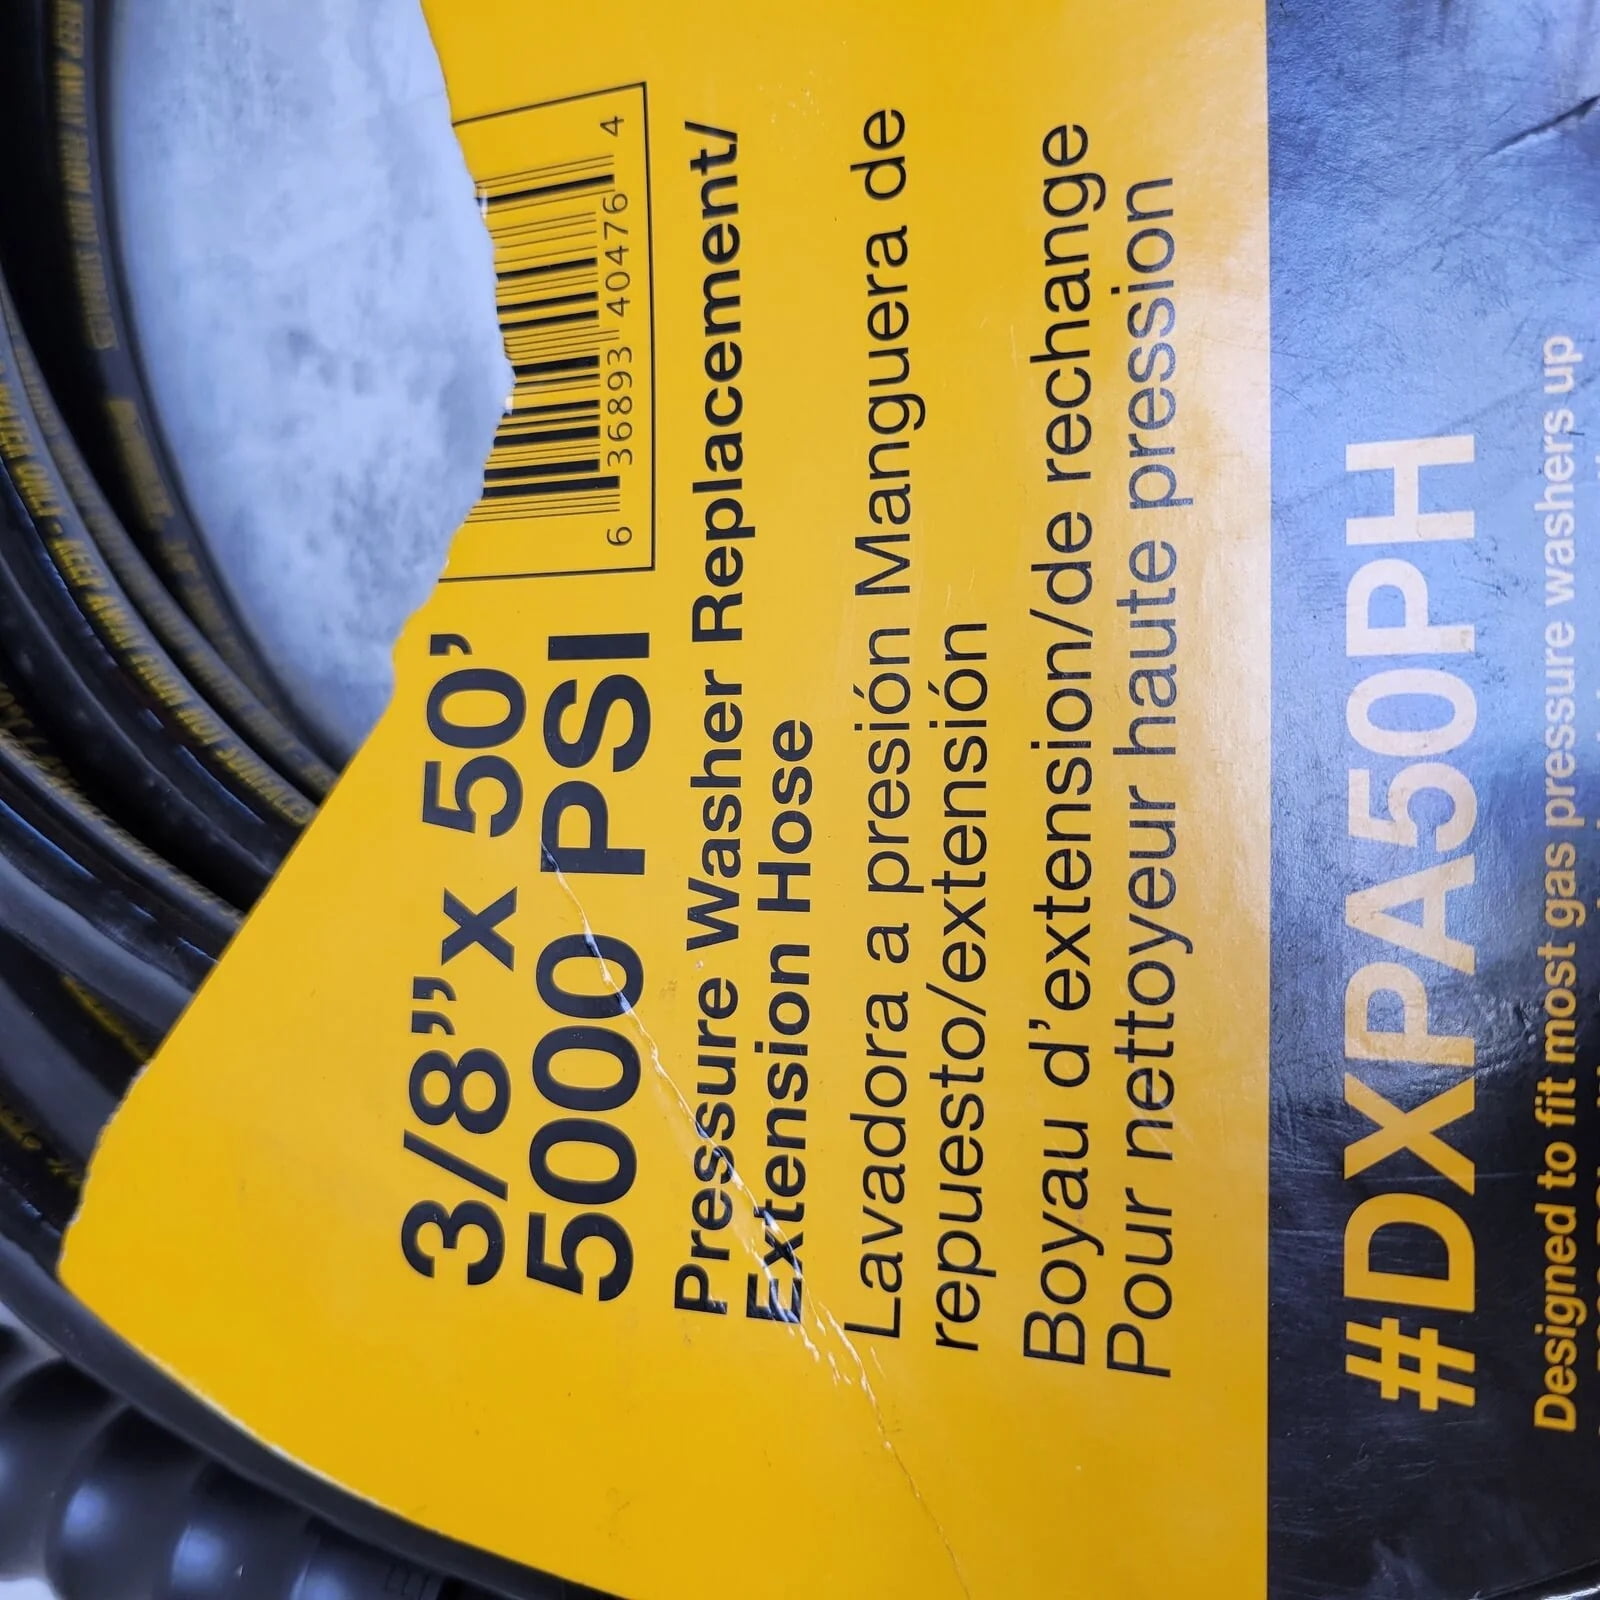 3/8" x 50'
5000 PSI
6 36893 40476 4
Pressure Washer Replacement/
Extension Hose
Lavadora a presión Manguera de
repuesto/extensión
Boyau d'extension/de rechange
Pour nettoyeur haute pression
#DXPA50PH
Designed to fit most gas pressure washers up